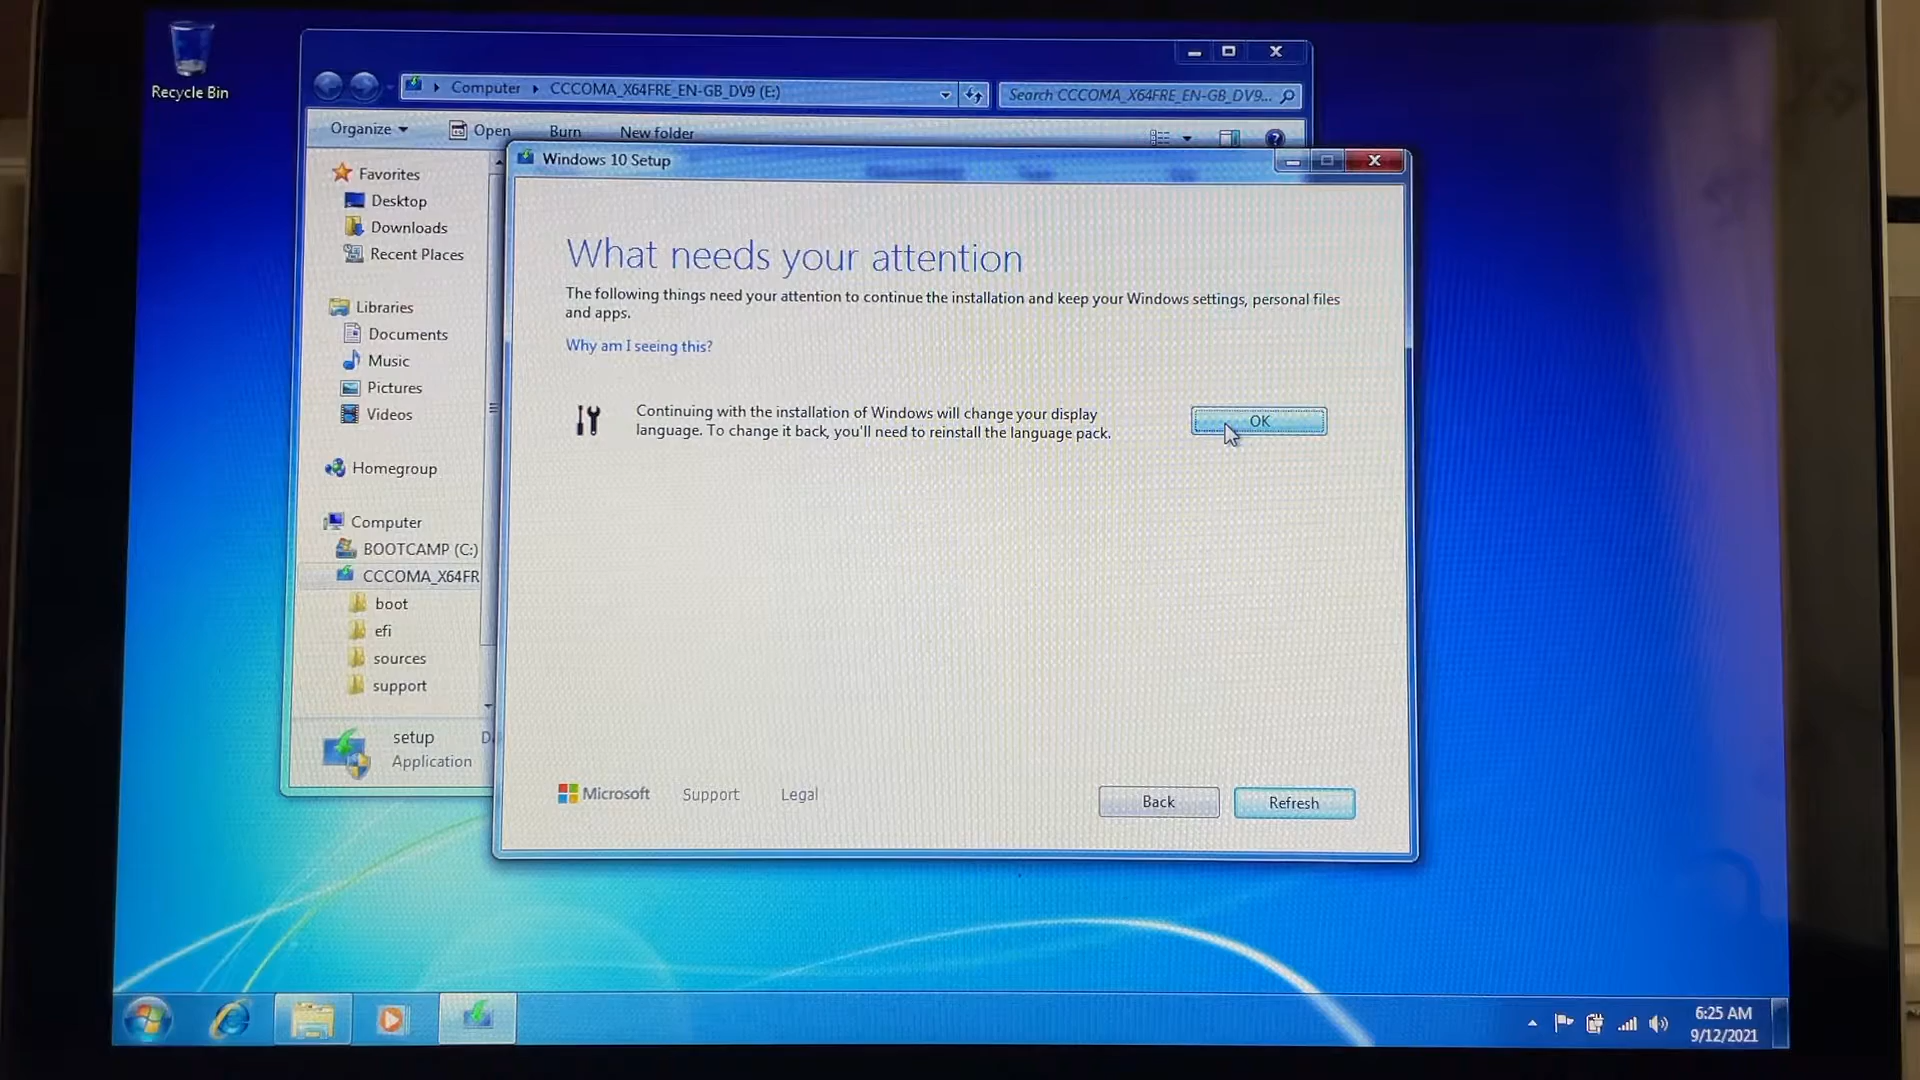 Recycle Bin
Computer
CCCOMA_X64FRE_EN-GB_DV9 (E:)
Search CCCOMA_X64FRE_EN-GB_DV9...
Organize
Open
Burn
New folder
Favorites
Desktop
Downloads
Recent Places
Libraries
Documents
Music
Pictures
Videos
Homegroup
Computer
BOOTCAMP (C:)
CCCOMA_X64FR
boot
efi
sources
support
setup
Application
Windows 10 Setup
What needs your attention
The following things need your attention to continue the installation and keep your Windows settings, personal files
and apps.
Why am I seeing this?
Continuing with the installation of Windows will change your display
language. To change it back, you'll need to reinstall the language pack.
OK
Microsoft
Support
Legal
Back
Refresh
6:25 AM
9/12/2021